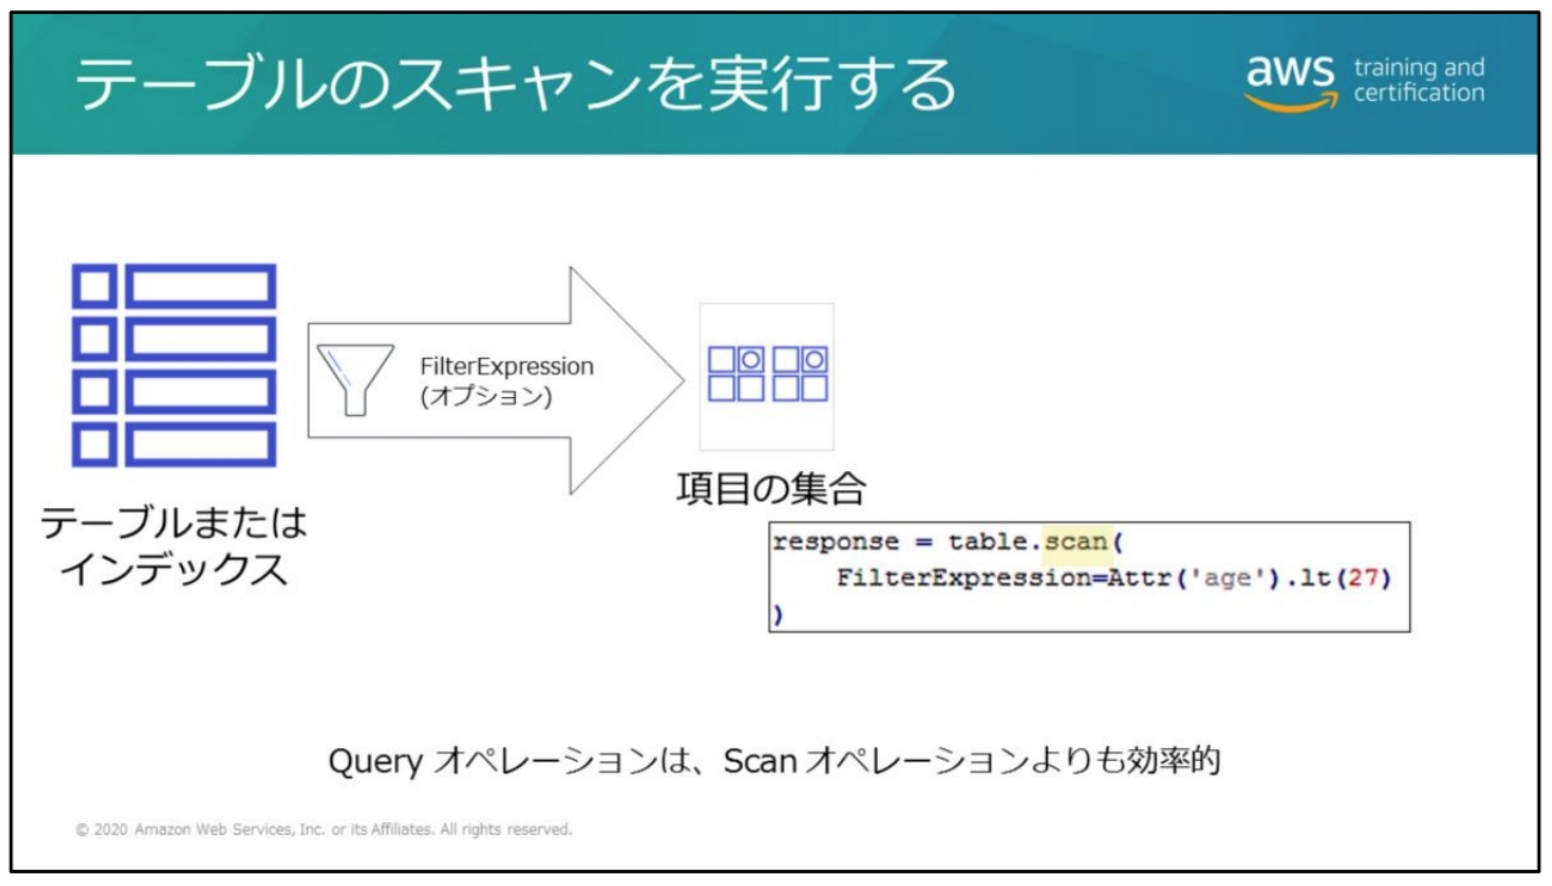 テーブルのスキャンを実行する
aws training and
certification
FilterExpression
(オプション)
項目の集合
テーブルまたは
インデックス
response = table.scan(
    FilterExpression=Attr('age').lt(27)
)
Query オペレーションは、Scan オペレーションよりも効率的
© 2020 Amazon Web Services, Inc. or its Affiliates. All rights reserved.